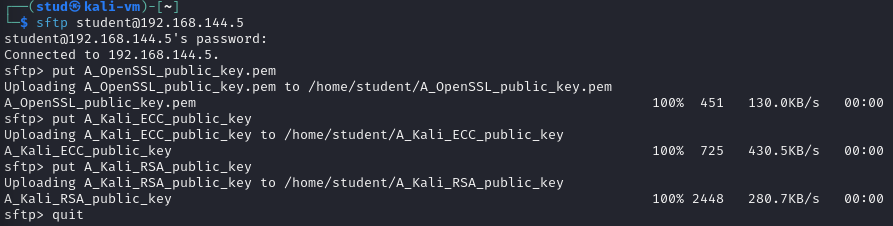 ┌──(stud㉿kali-vm)-[~]
└─$ sftp student@192.168.144.5
student@192.168.144.5's password:
Connected to 192.168.144.5.
sftp> put A_OpenSSL_public_key.pem
Uploading A_OpenSSL_public_key.pem to /home/student/A_OpenSSL_public_key.pem
A_OpenSSL_public_key.pem 100% 451 130.0KB/s 00:00
sftp> put A_Kali_ECC_public_key
Uploading A_Kali_ECC_public_key to /home/student/A_Kali_ECC_public_key
A_Kali_ECC_public_key 100% 725 430.5KB/s 00:00
sftp> put A_Kali_RSA_public_key
Uploading A_Kali_RSA_public_key to /home/student/A_Kali_RSA_public_key
A_Kali_RSA_public_key 100% 2448 280.7KB/s 00:00
sftp> quit